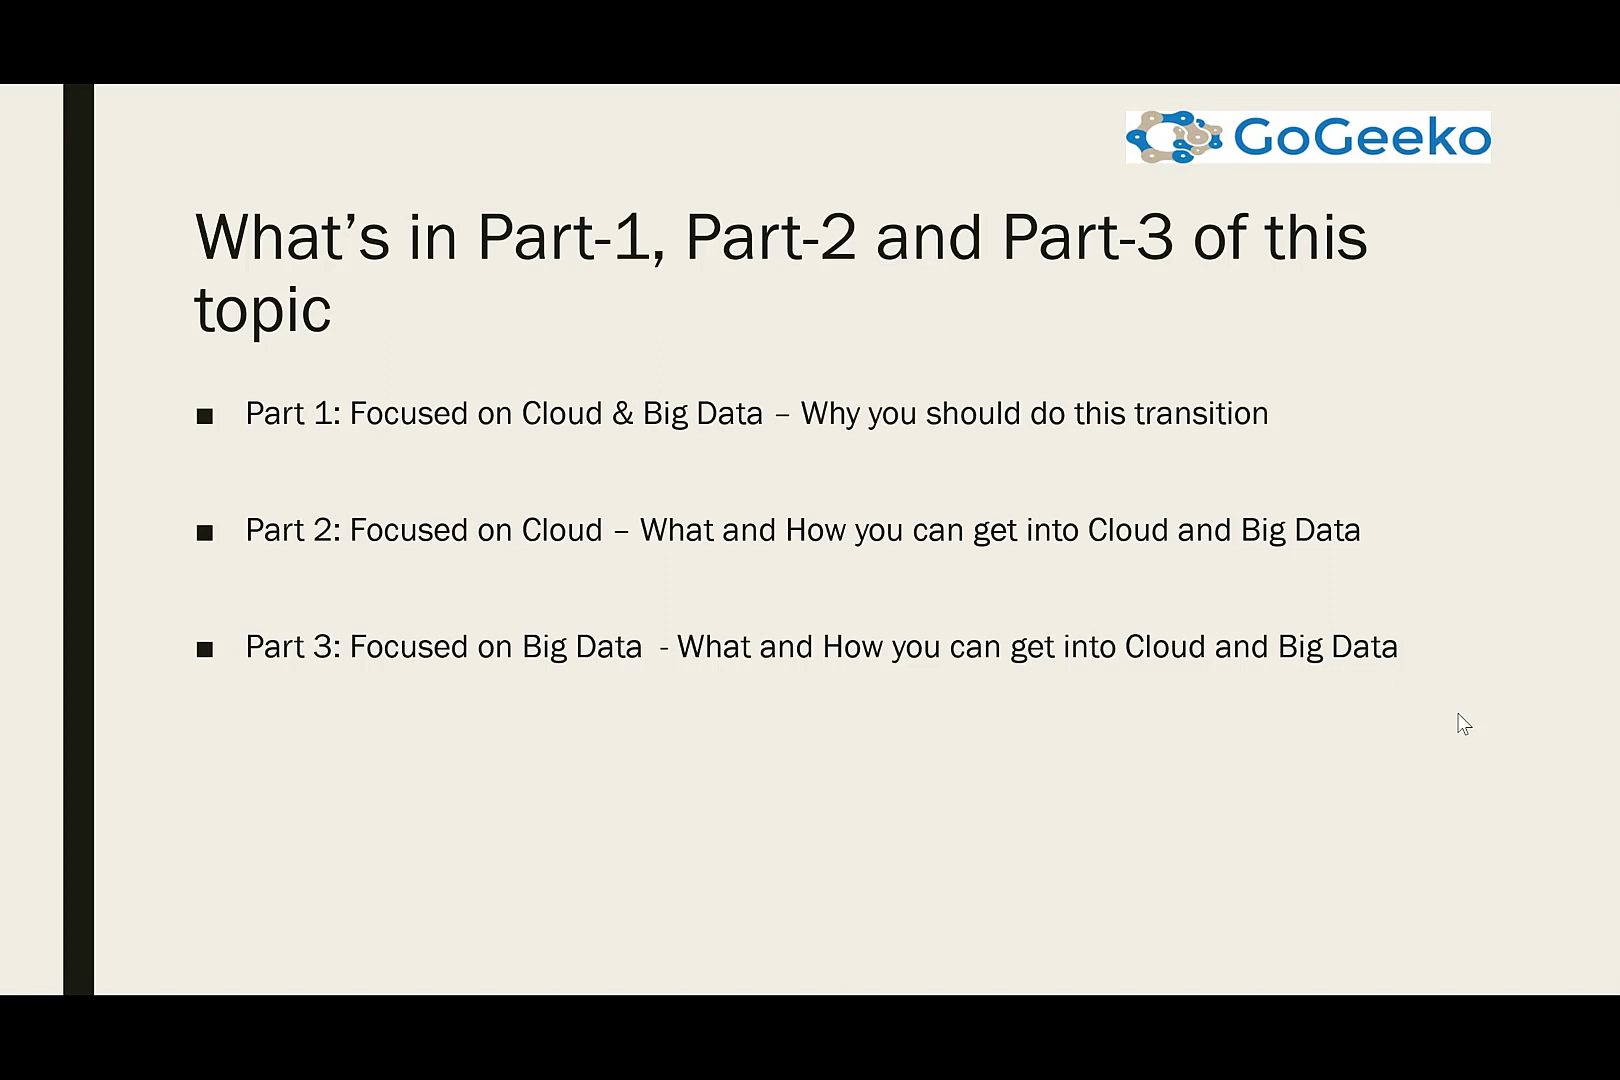 GoGeeko
What’s in Part-1, Part-2 and Part-3 of this
topic
■ Part 1: Focused on Cloud & Big Data – Why you should do this transition
■ Part 2: Focused on Cloud – What and How you can get into Cloud and Big Data
■ Part 3: Focused on Big Data  - What and How you can get into Cloud and Big Data